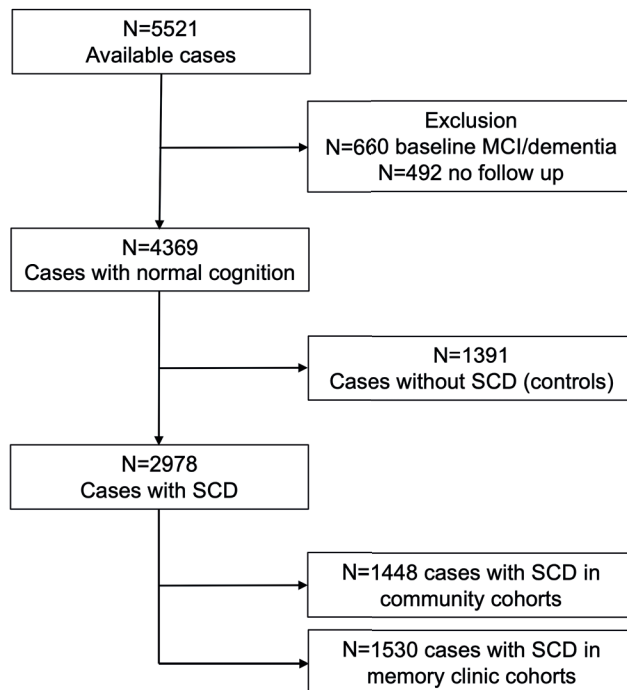 N=5521
Available cases
Exclusion
N=660 baseline MCI/dementia
N=492 no follow up
N=4369
Cases with normal cognition
N=1391
Cases without SCD (controls)
N=2978
Cases with SCD
N=1448 cases with SCD in
community cohorts
N=1530 cases with SCD in
memory clinic cohorts